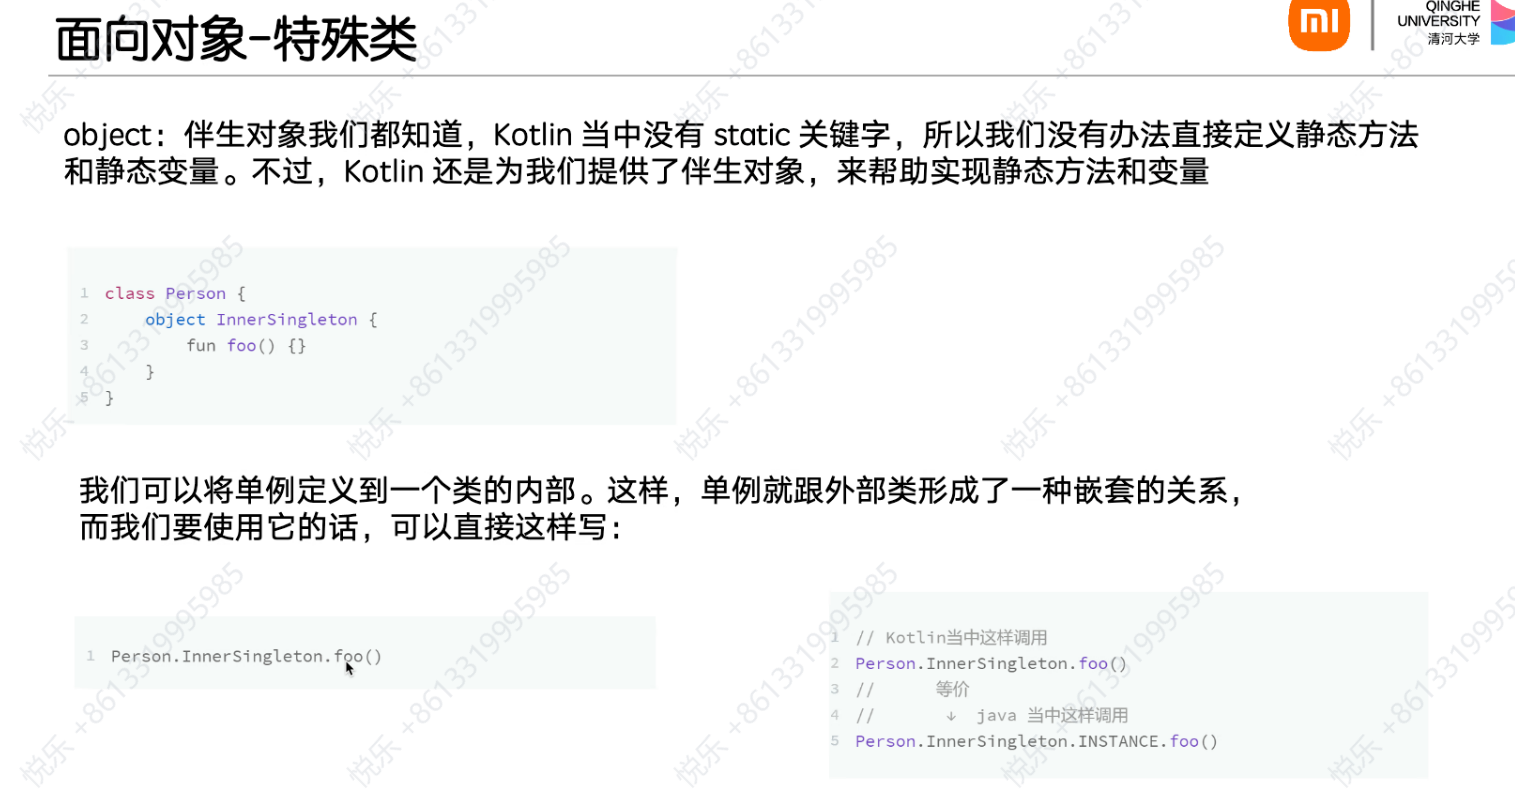 面向对象-特殊类
mi
QINGHE
UNIVERSITY
清河大学
object：伴生对象我们都知道，Kotlin 当中没有 static 关键字，所以我们没有办法直接定义静态方法
和静态变量。不过，Kotlin 还是为我们提供了伴生对象，来帮助实现静态方法和变量
1 class Person {
2     object InnerSingleton {
3         fun foo() {}
4     }
5 }
我们可以将单例定义到一个类的内部。这样，单例就跟外部类形成了一种嵌套的关系，
而我们要使用它的话，可以直接这样写：
1 Person.InnerSingleton.foo()
1 // Kotlin当中这样调用
2 Person.InnerSingleton.foo()
3 //      等价
4 //       ↓  java 当中这样调用
5 Person.InnerSingleton.INSTANCE.foo()
悦乐 +8613319995985